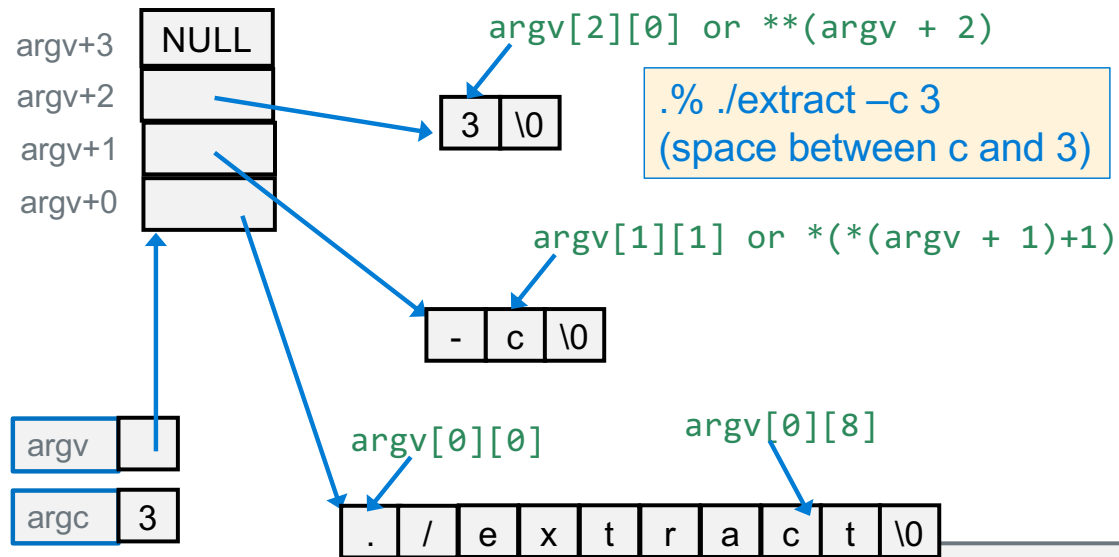 argv[2][0] or **(argv + 2)
argv+3 NULL
argv+2
argv+1
argv+0
3 \0
.% ./extract –c 3
(space between c and 3)
argv[1][1] or *(*(argv + 1)+1)
- c \0
argv
argc 3
argv[0][0]
argv[0][8]
. / e x t r a c t \0